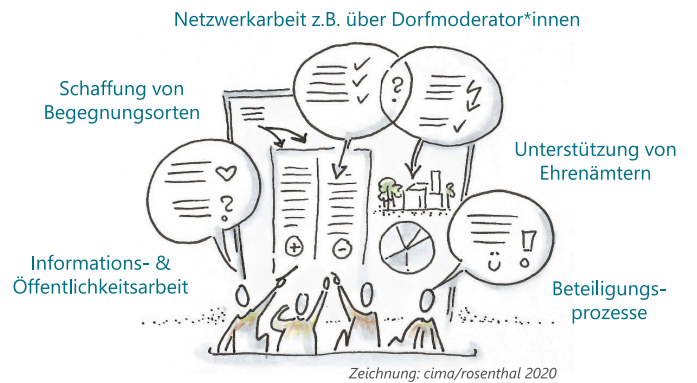 Netzwerkarbeit z.B. über Dorfmoderator*innen
Schaffung von
Begegnungsorten
Unterstützung von
Ehrenämtern
Informations- &
Öffentlichkeitsarbeit
Beteiligungs-
prozesse
Zeichnung: cima/rosenthal 2020